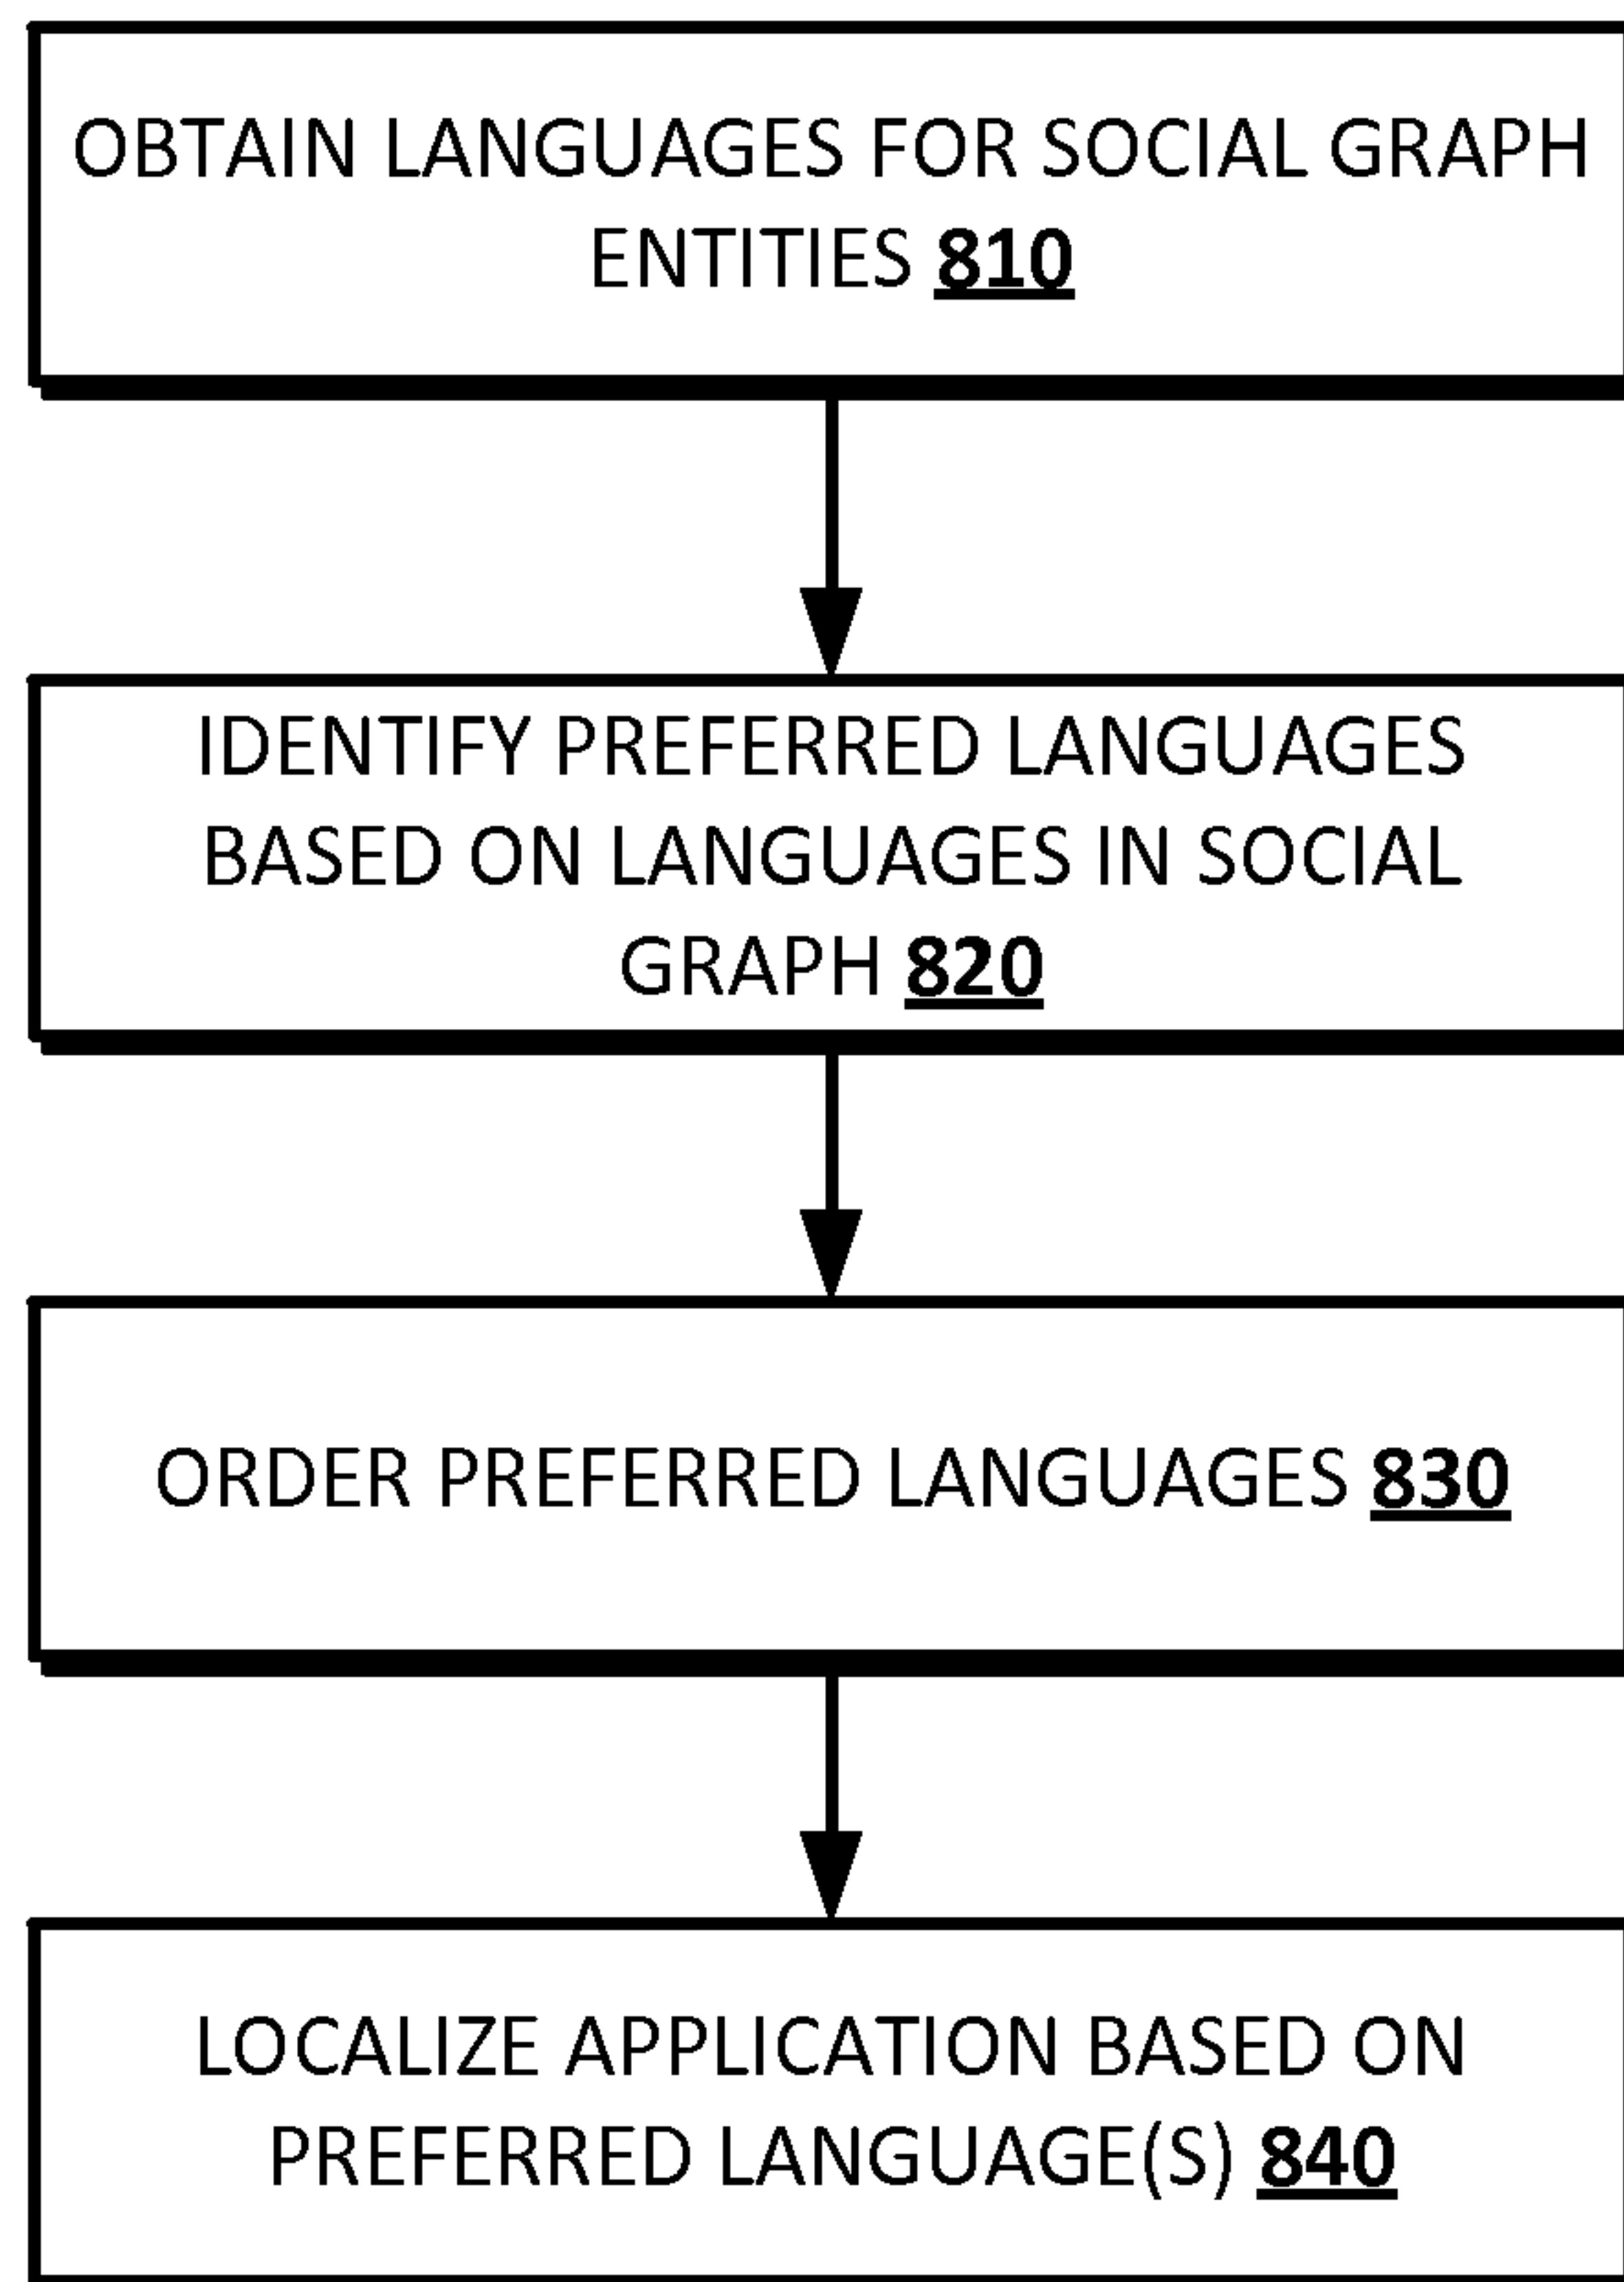 OBTAIN LANGUAGES FOR SOCIAL GRAPH
ENTITIES 810
IDENTIFY PREFERRED LANGUAGES
BASED ON LANGUAGES IN SOCIAL
GRAPH 820
ORDER PREFERRED LANGUAGES 830
LOCALIZE APPLICATION BASED ON
PREFERRED LANGUAGE(S) 840